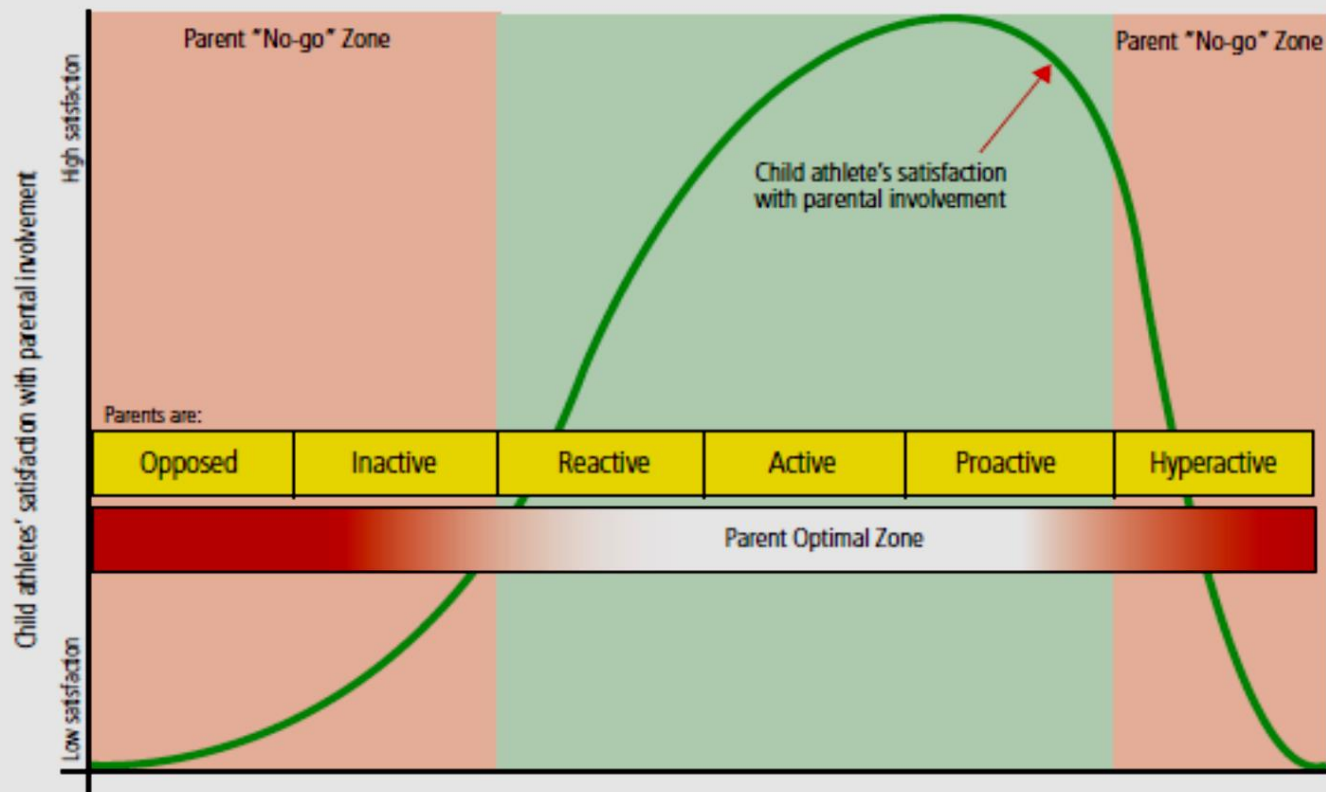 Parent "No-go" Zone
Parent "No-go" Zone
High satisfaction
Child athlete's satisfaction
with parental involvement
Child athletes' satisfaction with parental involvement
Parents are:
Opposed
Inactive
Reactive
Active
Proactive
Hyperactive
Parent Optimal Zone
Low satisfaction